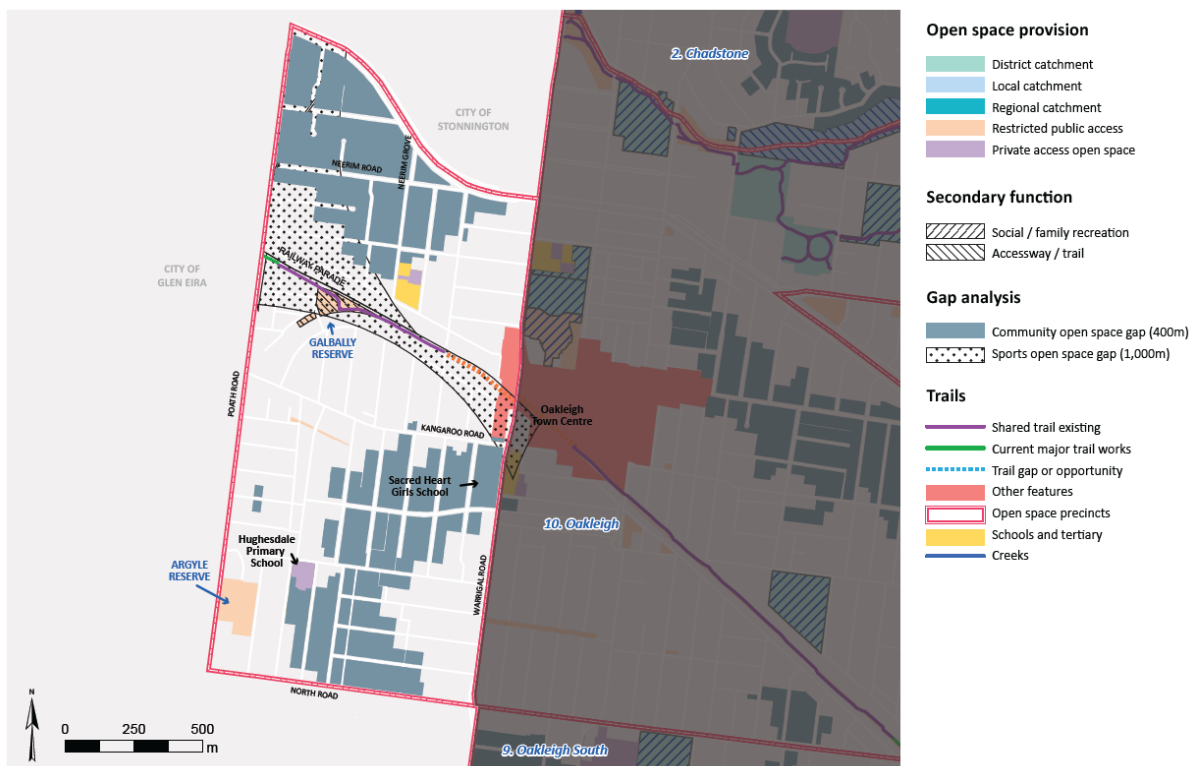 2. Chadstone
CITY OF
STONNINGTON
NEERIM ROAD
NEERIM GROVE
CITY OF
GLEN EIRA
RAILWAY PARADE
GALBALLY
RESERVE
POATH ROAD
Oakleigh
Town Centre
KANGAROO ROAD
Sacred Heart
Girls School
10. Oakleigh
Hughesdale
Primary
School
ARGYLE
RESERVE
WARRIGAL ROAD
NORTH ROAD
9. Oakleigh South
N
0 250 500
m
Open space provision
District catchment
Local catchment
Regional catchment
Restricted public access
Private access open space
Secondary function
Social / family recreation
Accessway / trail
Gap analysis
Community open space gap (400m)
Sports open space gap (1,000m)
Trails
Shared trail existing
Current major trail works
Trail gap or opportunity
Other features
Open space precincts
Schools and tertiary
Creeks